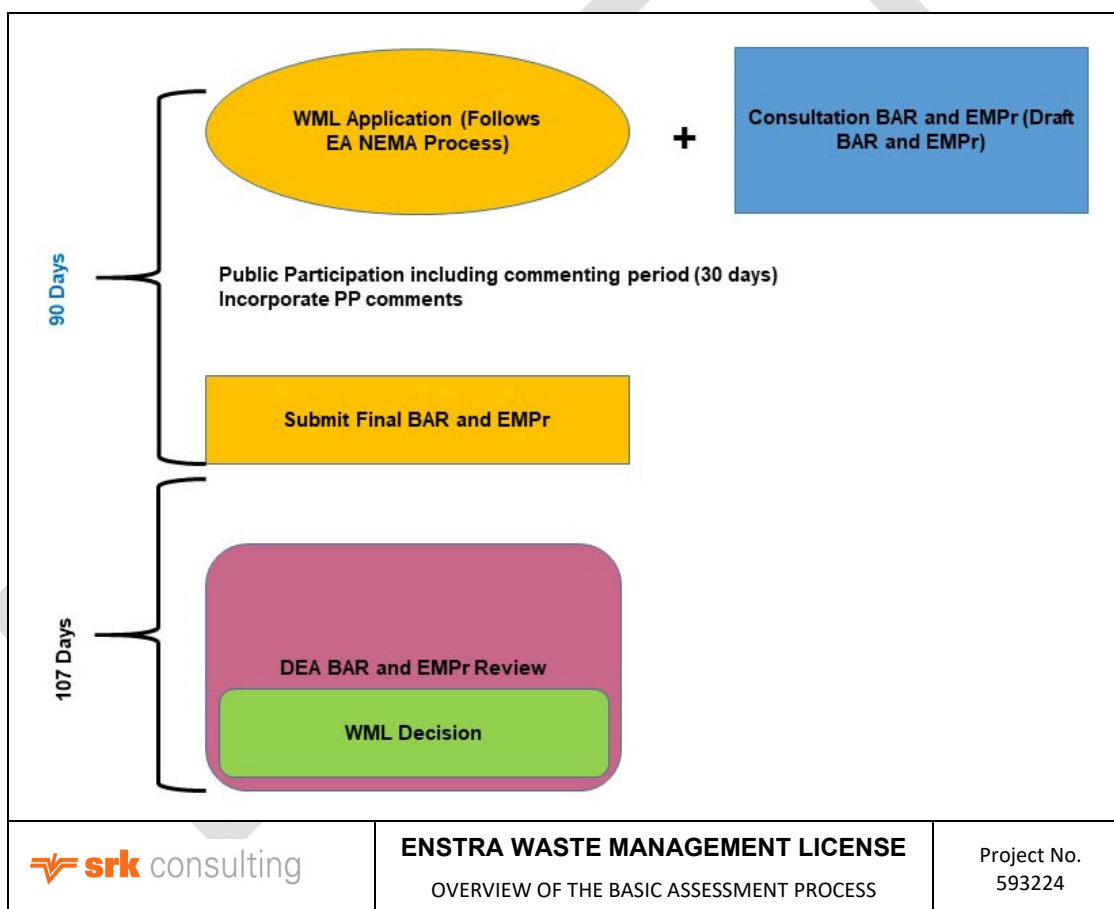 WML Application (Follows
EA NEMA Process)
+
Consultation BAR and EMPr (Draft
BAR and EMPr)
90 Days
Public Participation including commenting period (30 days)
Incorporate PP comments
Submit Final BAR and EMPr
107 Days
DEA BAR and EMPr Review
WML Decision
srk consulting
ENSTRA WASTE MANAGEMENT LICENSE
OVERVIEW OF THE BASIC ASSESSMENT PROCESS
Project No.
593224